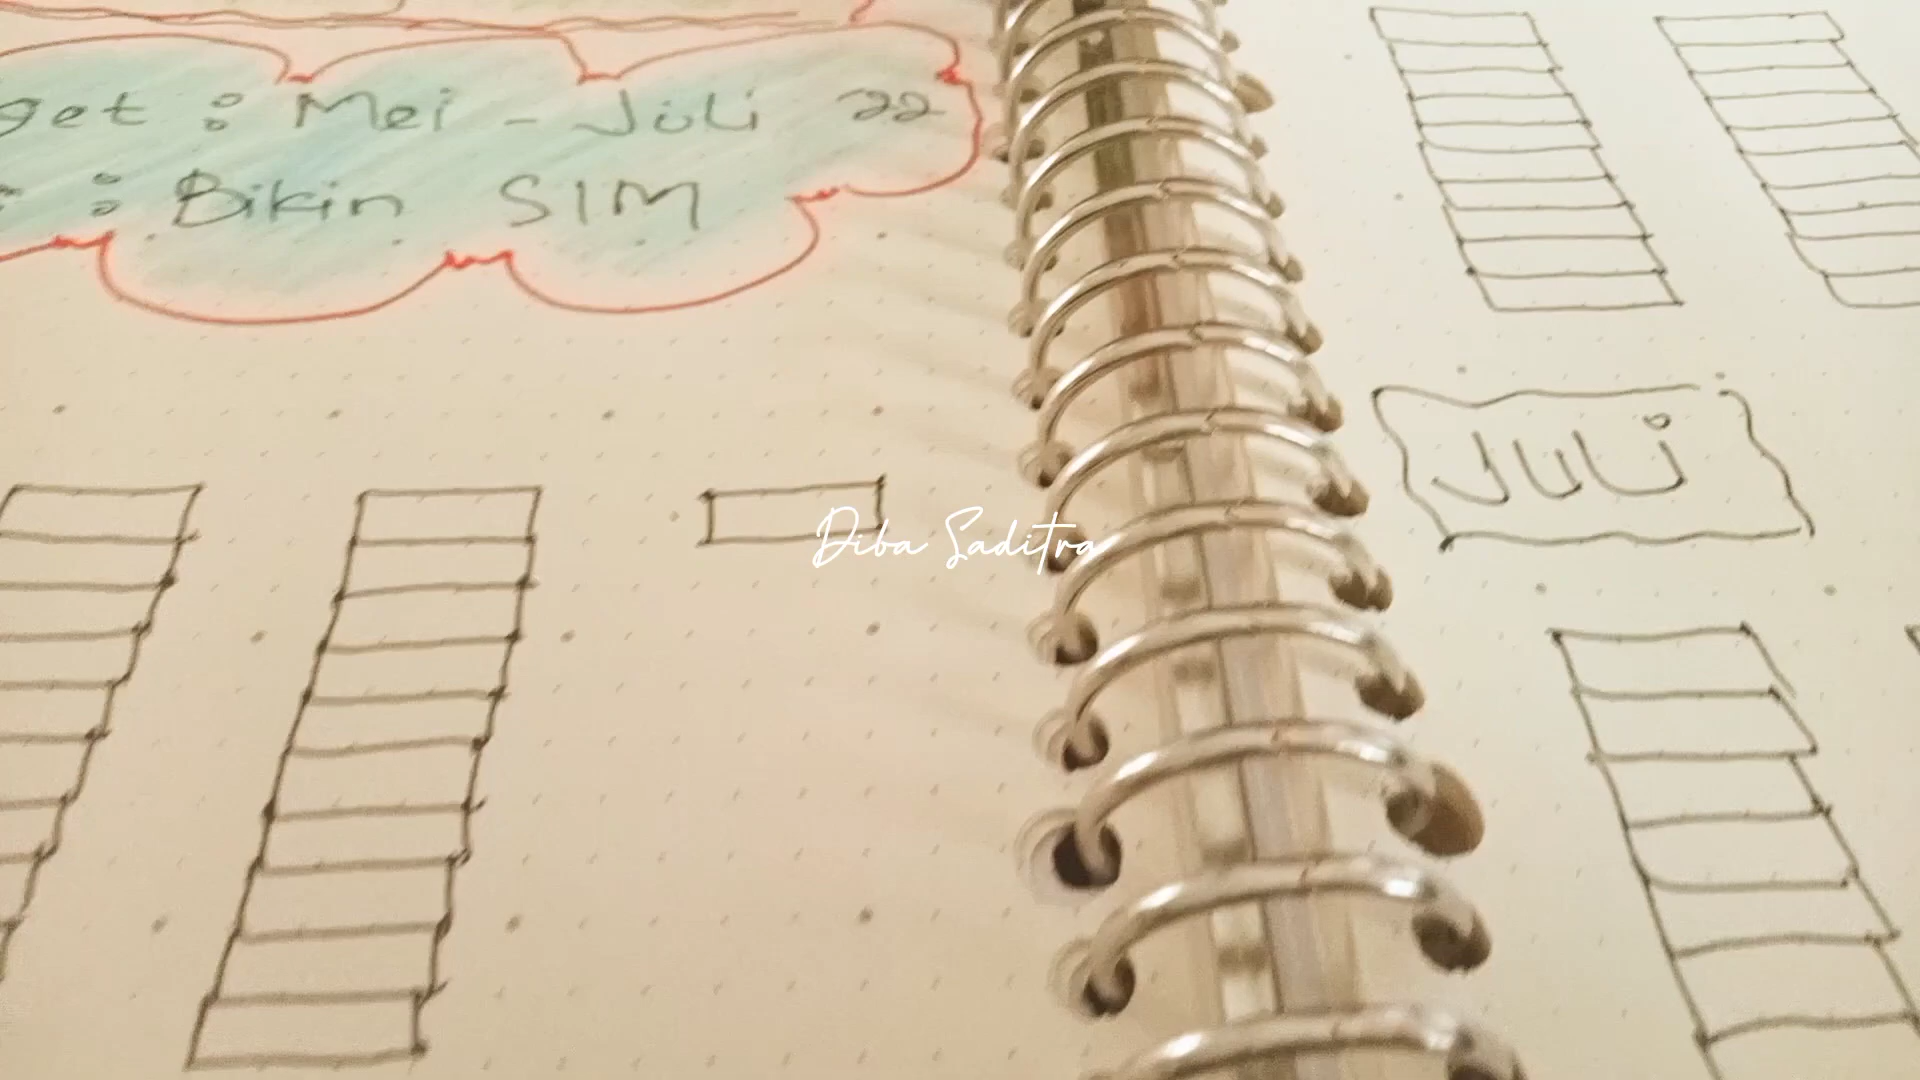 get : Mei - Juli 22
: Bikin SIM
JULi
Diba Saditra